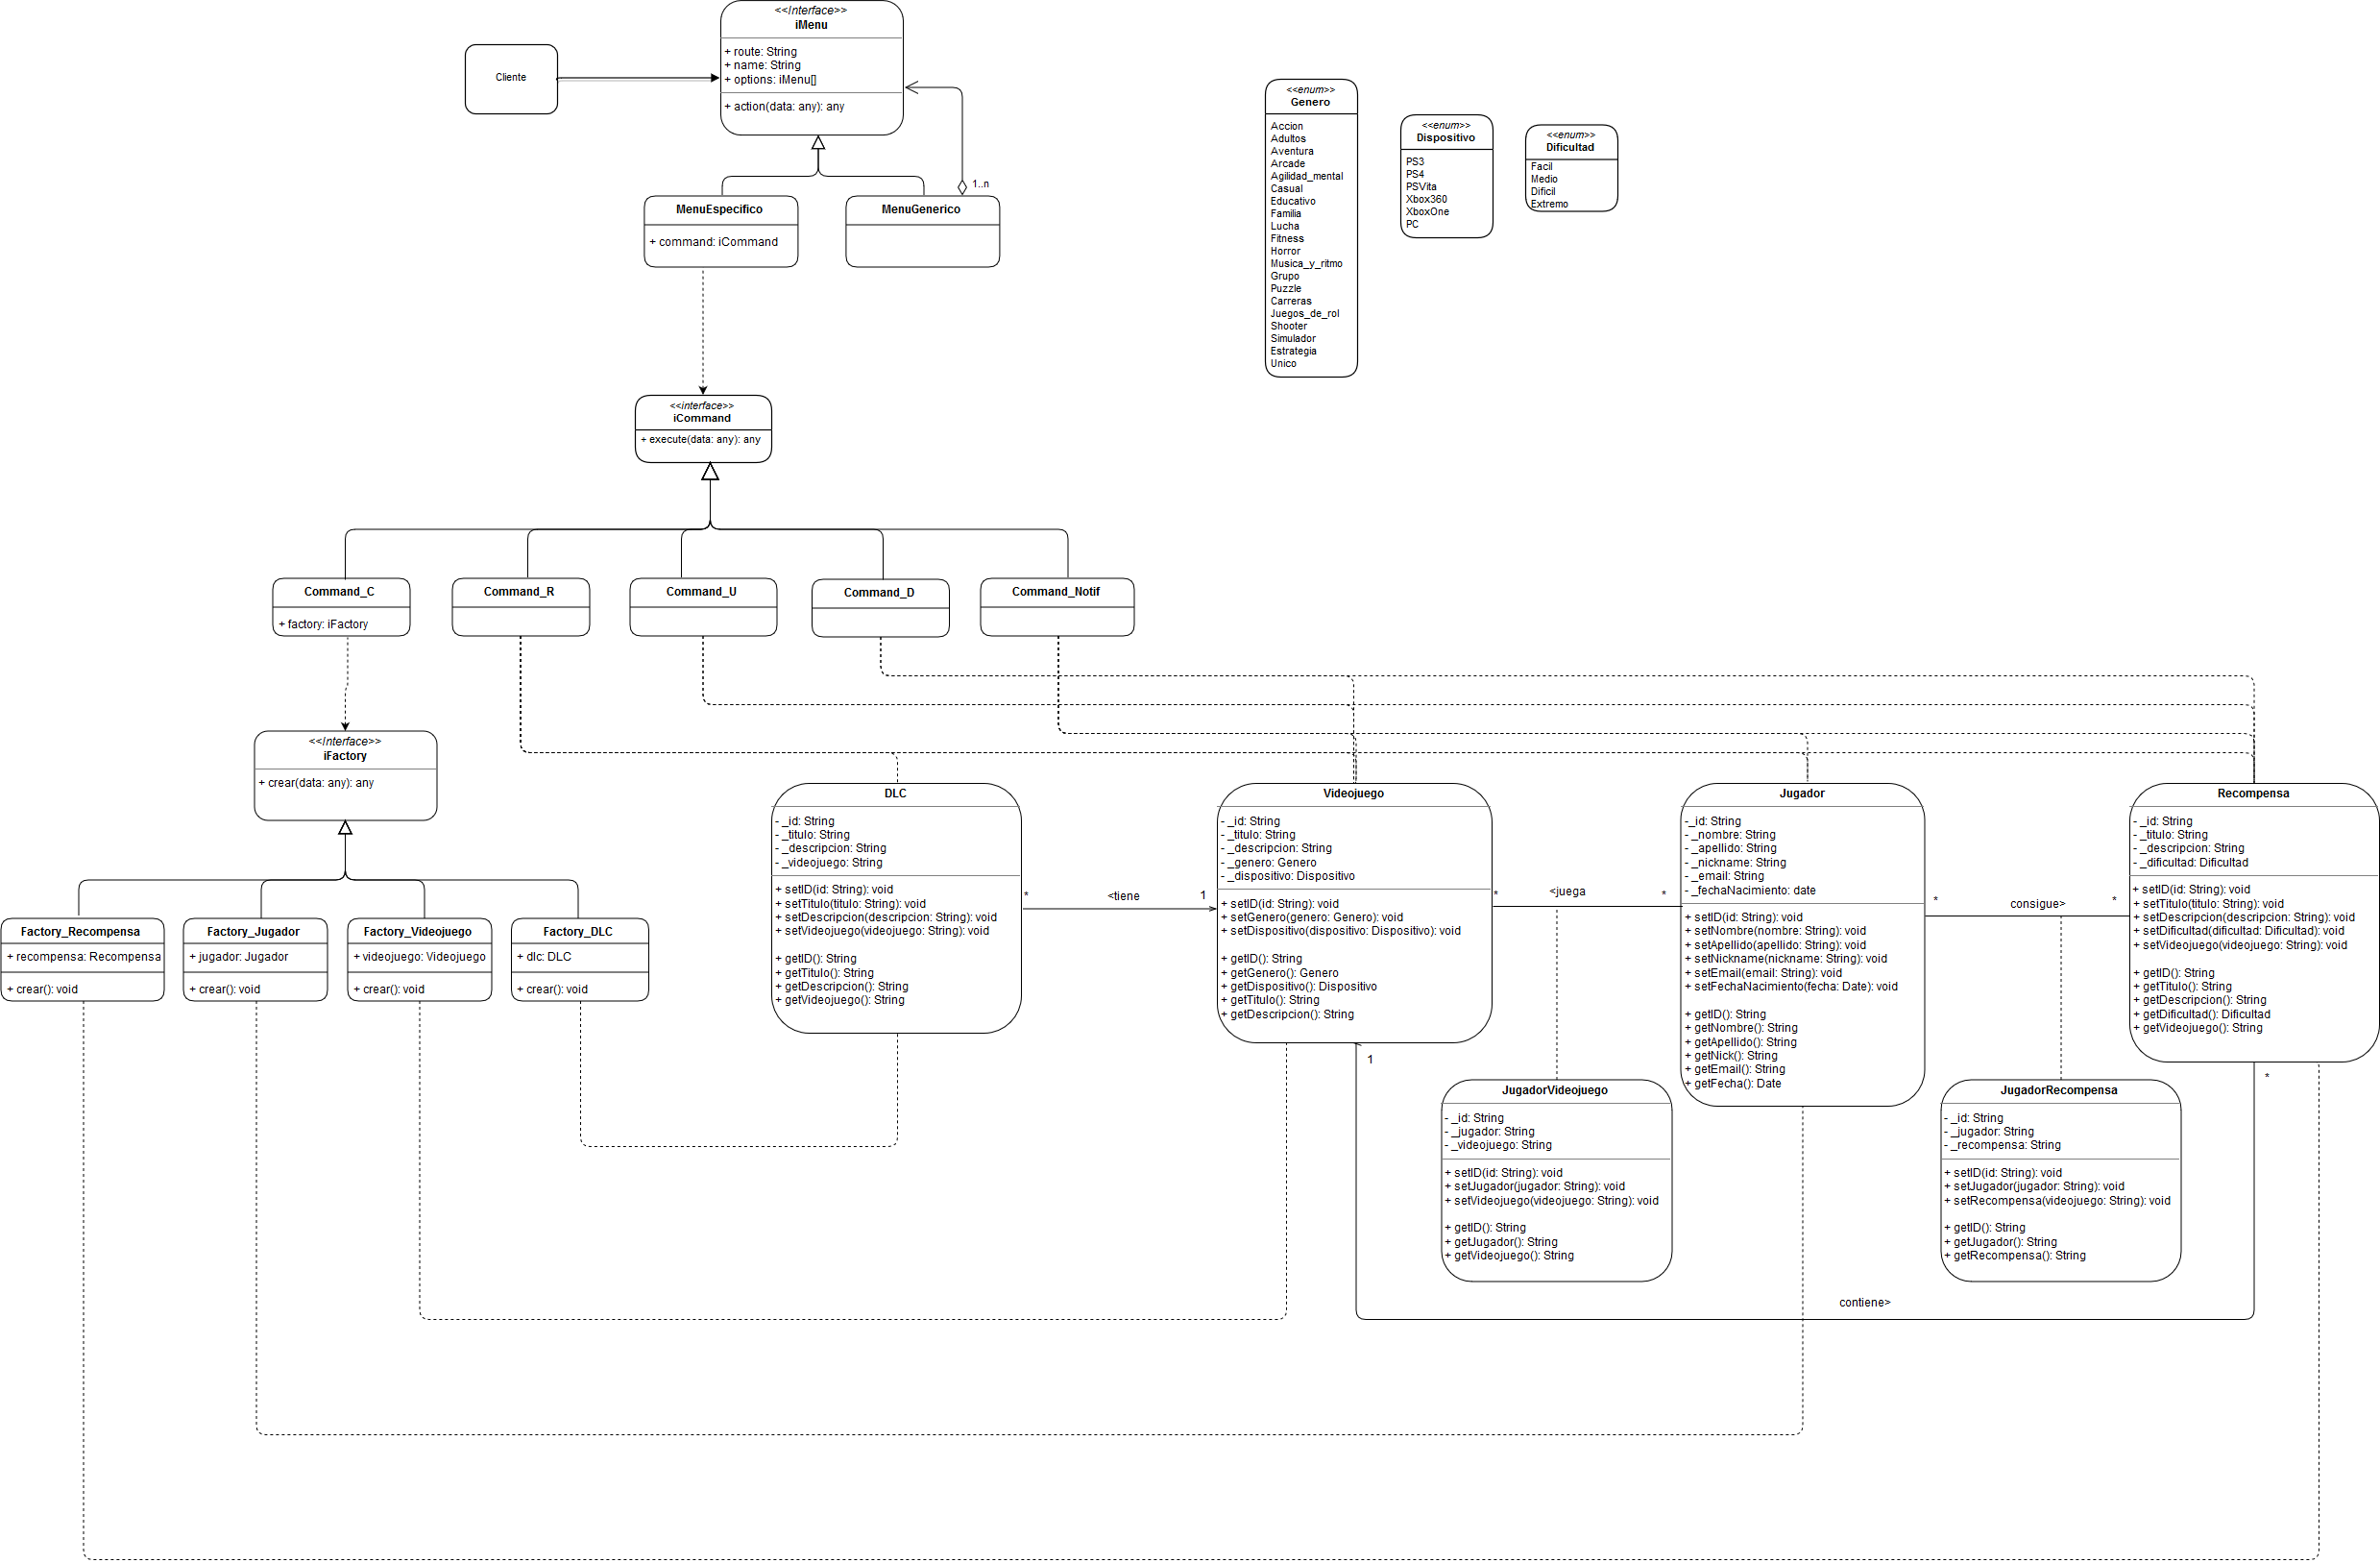 <<Interface>>
iMenu
+ route: String
+ name: String
+ options: iMenu[]
+ action(data: any): any
Cliente
1..n
MenuEspecifico
+ command: iCommand
MenuGenerico
<<enum>>
Genero
Accion
Adultos
Aventura
Arcade
Agilidad_mental
Casual
Educativo
Familia
Lucha
Fitness
Horror
Musica_y_ritmo
Grupo
Puzzle
Carreras
Juegos_de_rol
Shooter
Simulador
Estrategia
Unico
<<enum>>
Dispositivo
PS3
PS4
PSVita
Xbox360
XboxOne
PC
<<enum>>
Dificultad
Facil
Medio
Dificil
Extremo
<<interface>>
iCommand
+ execute(data: any): any
Command_C
+ factory: iFactory
Command_R
Command_U
Command_D
Command_Notif
<<Interface>>
iFactory
+ crear(data: any): any
Factory_Recompensa
+ recompensa: Recompensa
+ crear(): void
Factory_Jugador
+ jugador: Jugador
+ crear(): void
Factory_Videojuego
+ videojuego: Videojuego
+ crear(): void
Factory_DLC
+ dlc: DLC
+ crear(): void
DLC
- _id: String
- _titulo: String
- _descripcion: String
- _videojuego: String
+ setID(id: String): void
+ setTitulo(titulo: String): void
+ setDescripcion(descripcion: String): void
+ setVideojuego(videojuego: String): void
+ getID(): String
+ getTitulo(): String
+ getDescripcion(): String
+ getVideojuego(): String
*
<tiene
1
Videojuego
- _id: String
- _titulo: String
- _descripcion: String
- _genero: Genero
- _dispositivo: Dispositivo
+ setID(id: String): void
+ setGenero(genero: Genero): void
+ setDispositivo(dispositivo: Dispositivo): void
+ getID(): String
+ getGenero(): Genero
+ getDispositivo(): Dispositivo
+ getTitulo(): String
+ getDescripcion(): String
*
<juega
*
Jugador
-_id: String
- _nombre: String
- _apellido: String
- _nickname: String
- _email: String
- _fechaNacimiento: date
+ setID(id: String): void
+ setNombre(nombre: String): void
+ setApellido(apellido: String): void
+ setNickname(nickname: String): void
+ setEmail(email: String): void
+ setFechaNacimiento(fecha: Date): void
+ getID(): String
+ getNombre(): String
+ getApellido(): String
+ getNick(): String
+ getEmail(): String
+ getFecha(): Date
*
consigue>
*
Recompensa
- _id: String
- _titulo: String
- _descripcion: String
- _dificultad: Dificultad
+ setID(id: String): void
+ setTitulo(titulo: String): void
+ setDescripcion(descripcion: String): void
+ setDificultad(dificultad: Dificultad): void
+ setVideojuego(videojuego: String): void
+ getID(): String
+ getTitulo(): String
+ getDescripcion(): String
+ getDificultad(): Dificultad
+ getVideojuego(): String
1
*
JugadorVideojuego
- _id: String
- _jugador: String
- _videojuego: String
+ setID(id: String): void
+ setJugador(jugador: String): void
+ setVideojuego(videojuego: String): void
+ getID(): String
+ getJugador(): String
+ getVideojuego(): String
JugadorRecompensa
- _id: String
- _jugador: String
- _recompensa: String
+ setID(id: String): void
+ setJugador(jugador: String): void
+ setRecompensa(videojuego: String): void
+ getID(): String
+ getJugador(): String
+ getRecompensa(): String
contiene>